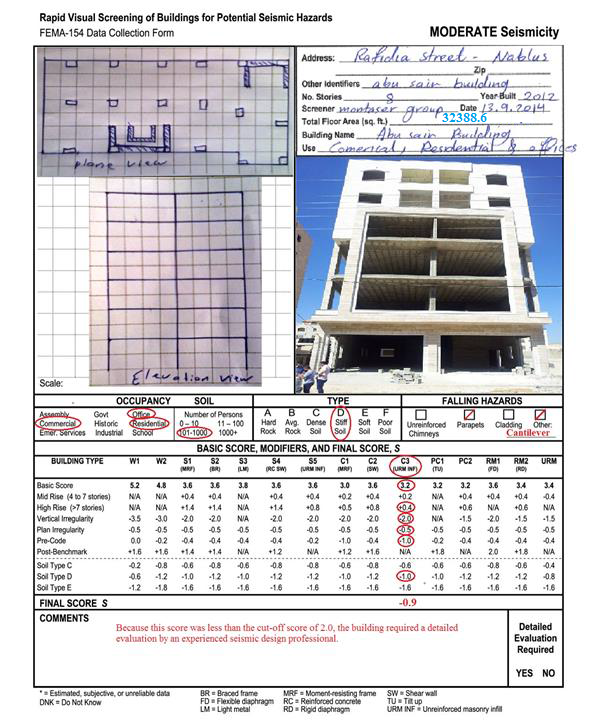 Rapid Visual Screening of Buildings for Potential Seismic Hazards
FEMA-154 Data Collection Form MODERATE Seismicity
Address: Rafidia street - Nablus
Zip
Other Identifiers abu sair building
No. Stories 8 Year Built 2012
Screener montaser group Date 13.9.2014
Total Floor Area (sq. ft.) 32388.6
Building Name Abu sair Building
Use Comercial, Residential & offices
plane view
Elevation view
Scale:
OCCUPANCY SOIL TYPE FALLING HAZARDS
Assembly Govt Office Number of Persons A B C D E F
Commercial Historic Residential 0 – 10 11 – 100 Hard Avg. Dense Stiff Soft Poor Unreinforced Parapets Cladding Other:
Emer. Services Industrial School 101-1000 1000+ Rock Rock Soil Soil Soil Soil Chimneys Cantilever
BASIC SCORE, MODIFIERS, AND FINAL SCORE, S
BUILDING TYPE W1 W2 S1 S2 S3 S4 S5 C1 C2 C3 PC1 PC2 RM1 RM2 URM
(MRF) (BR) (LM) (RC SW) (URM INF) (MRF) (SW) (URM INF) (TU) (FD) (RD)
Basic Score 5.2 4.8 3.6 3.6 3.8 3.6 3.6 3.0 3.6 3.2 3.2 3.2 3.6 3.4 3.4
Mid Rise (4 to 7 stories) N/A N/A +0.4 +0.4 N/A +0.4 +0.4 +0.2 +0.4 +0.2 N/A +0.4 +0.4 +0.4 -0.4
High Rise (>7 stories) N/A N/A +1.4 +1.4 N/A +1.4 +0.8 +0.5 +0.8 +0.4 N/A +0.6 N/A +0.6 N/A
Vertical Irregularity -3.5 -3.0 -2.0 -2.0 N/A -2.0 -2.0 -2.0 -2.0 -2.0 N/A -1.5 -2.0 -1.5 -1.5
Plan Irregularity -0.5 -0.5 -0.5 -0.5 -0.5 -0.5 -0.5 -0.5 -0.5 -0.5 -0.5 -0.5 -0.5 -0.5 -0.5
Pre-Code 0.0 -0.2 -0.4 -0.4 -0.4 -0.4 -0.2 -1.0 -0.4 -1.0 -0.2 -0.4 -0.4 -0.4 -0.4
Post-Benchmark +1.6 +1.6 +1.4 +1.4 N/A +1.2 N/A +1.2 +1.6 N/A +1.8 N/A 2.0 +1.8 N/A
Soil Type C -0.2 -0.8 -0.6 -0.8 -0.6 -0.8 -0.8 -0.6 -0.8 -0.6 -0.6 -0.6 -0.8 -0.6 -0.4
Soil Type D -0.6 -1.2 -1.0 -1.2 -1.0 -1.2 -1.2 -1.0 -1.2 -1.0 -1.0 -1.2 -1.2 -1.2 -0.8
Soil Type E -1.2 -1.8 -1.6 -1.6 -1.6 -1.6 -1.6 -1.6 -1.6 -1.6 -1.6 -1.6 -1.6 -1.6 -1.6
FINAL SCORE S -0.9
COMMENTS
Because this score was less than the cut-off score of 2.0, the building required a detailed
evaluation by an experienced seismic design professional.
Detailed
Evaluation
Required
YES NO
* = Estimated, subjective, or unreliable data BR = Braced frame MRF = Moment-resisting frame SW = Shear wall
DNK = Do Not Know FD = Flexible diaphragm RC = Reinforced concrete TU = Tilt up
LM = Light metal RD = Rigid diaphragm URM INF = Unreinforced masonry infill